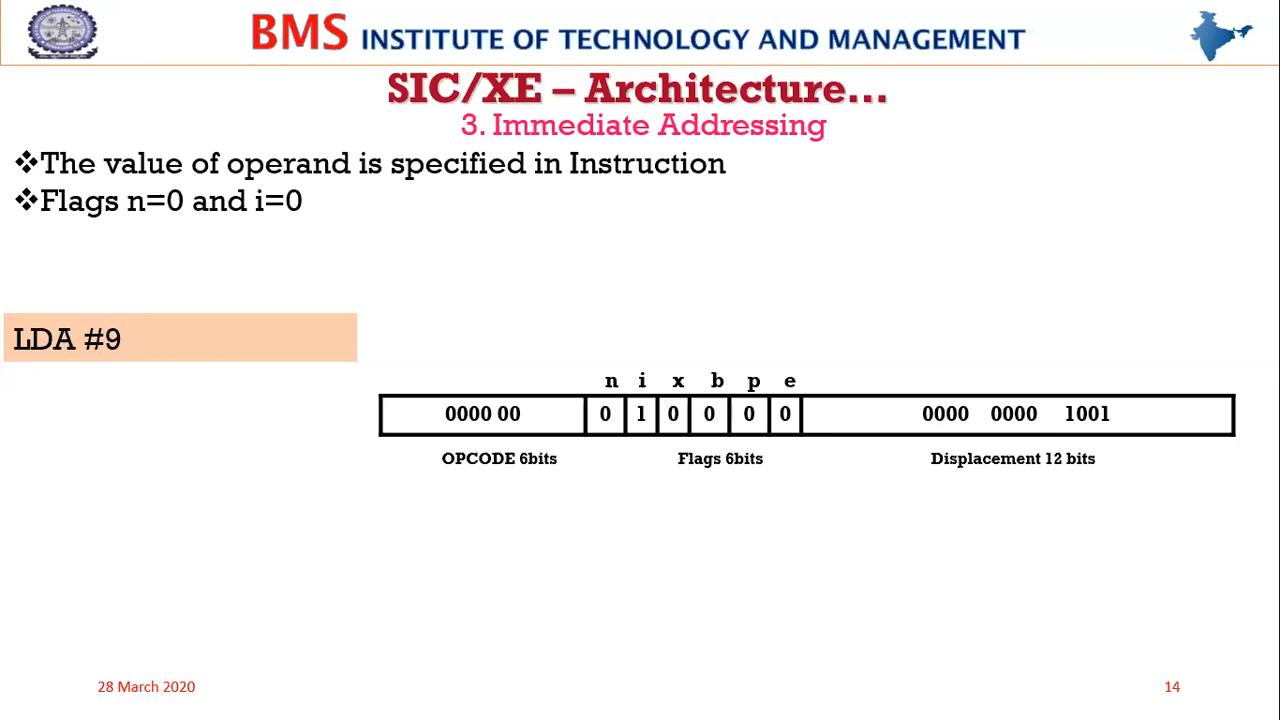 BMS INSTITUTE OF TECHNOLOGY AND MANAGEMENT
SIC/XE – Architecture...
3. Immediate Addressing
❖The value of operand is specified in Instruction
❖Flags n=0 and i=0
LDA #9
n i x b p e
0000 00 0 1 0 0 0 0 0000 0000 1001
OPCODE 6bits Flags 6bits Displacement 12 bits
28 March 2020 14